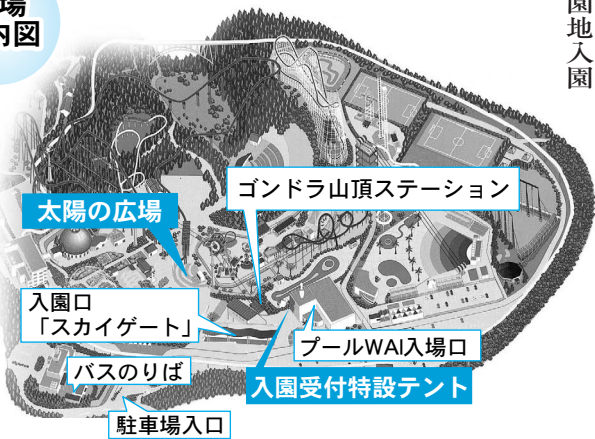 場
内図
園地入園
ゴンドラ山頂ステーション
太陽の広場
入園口
「スカイゲート」
プールWAI入場口
バスのりば
入園受付特設テント
駐車場入口